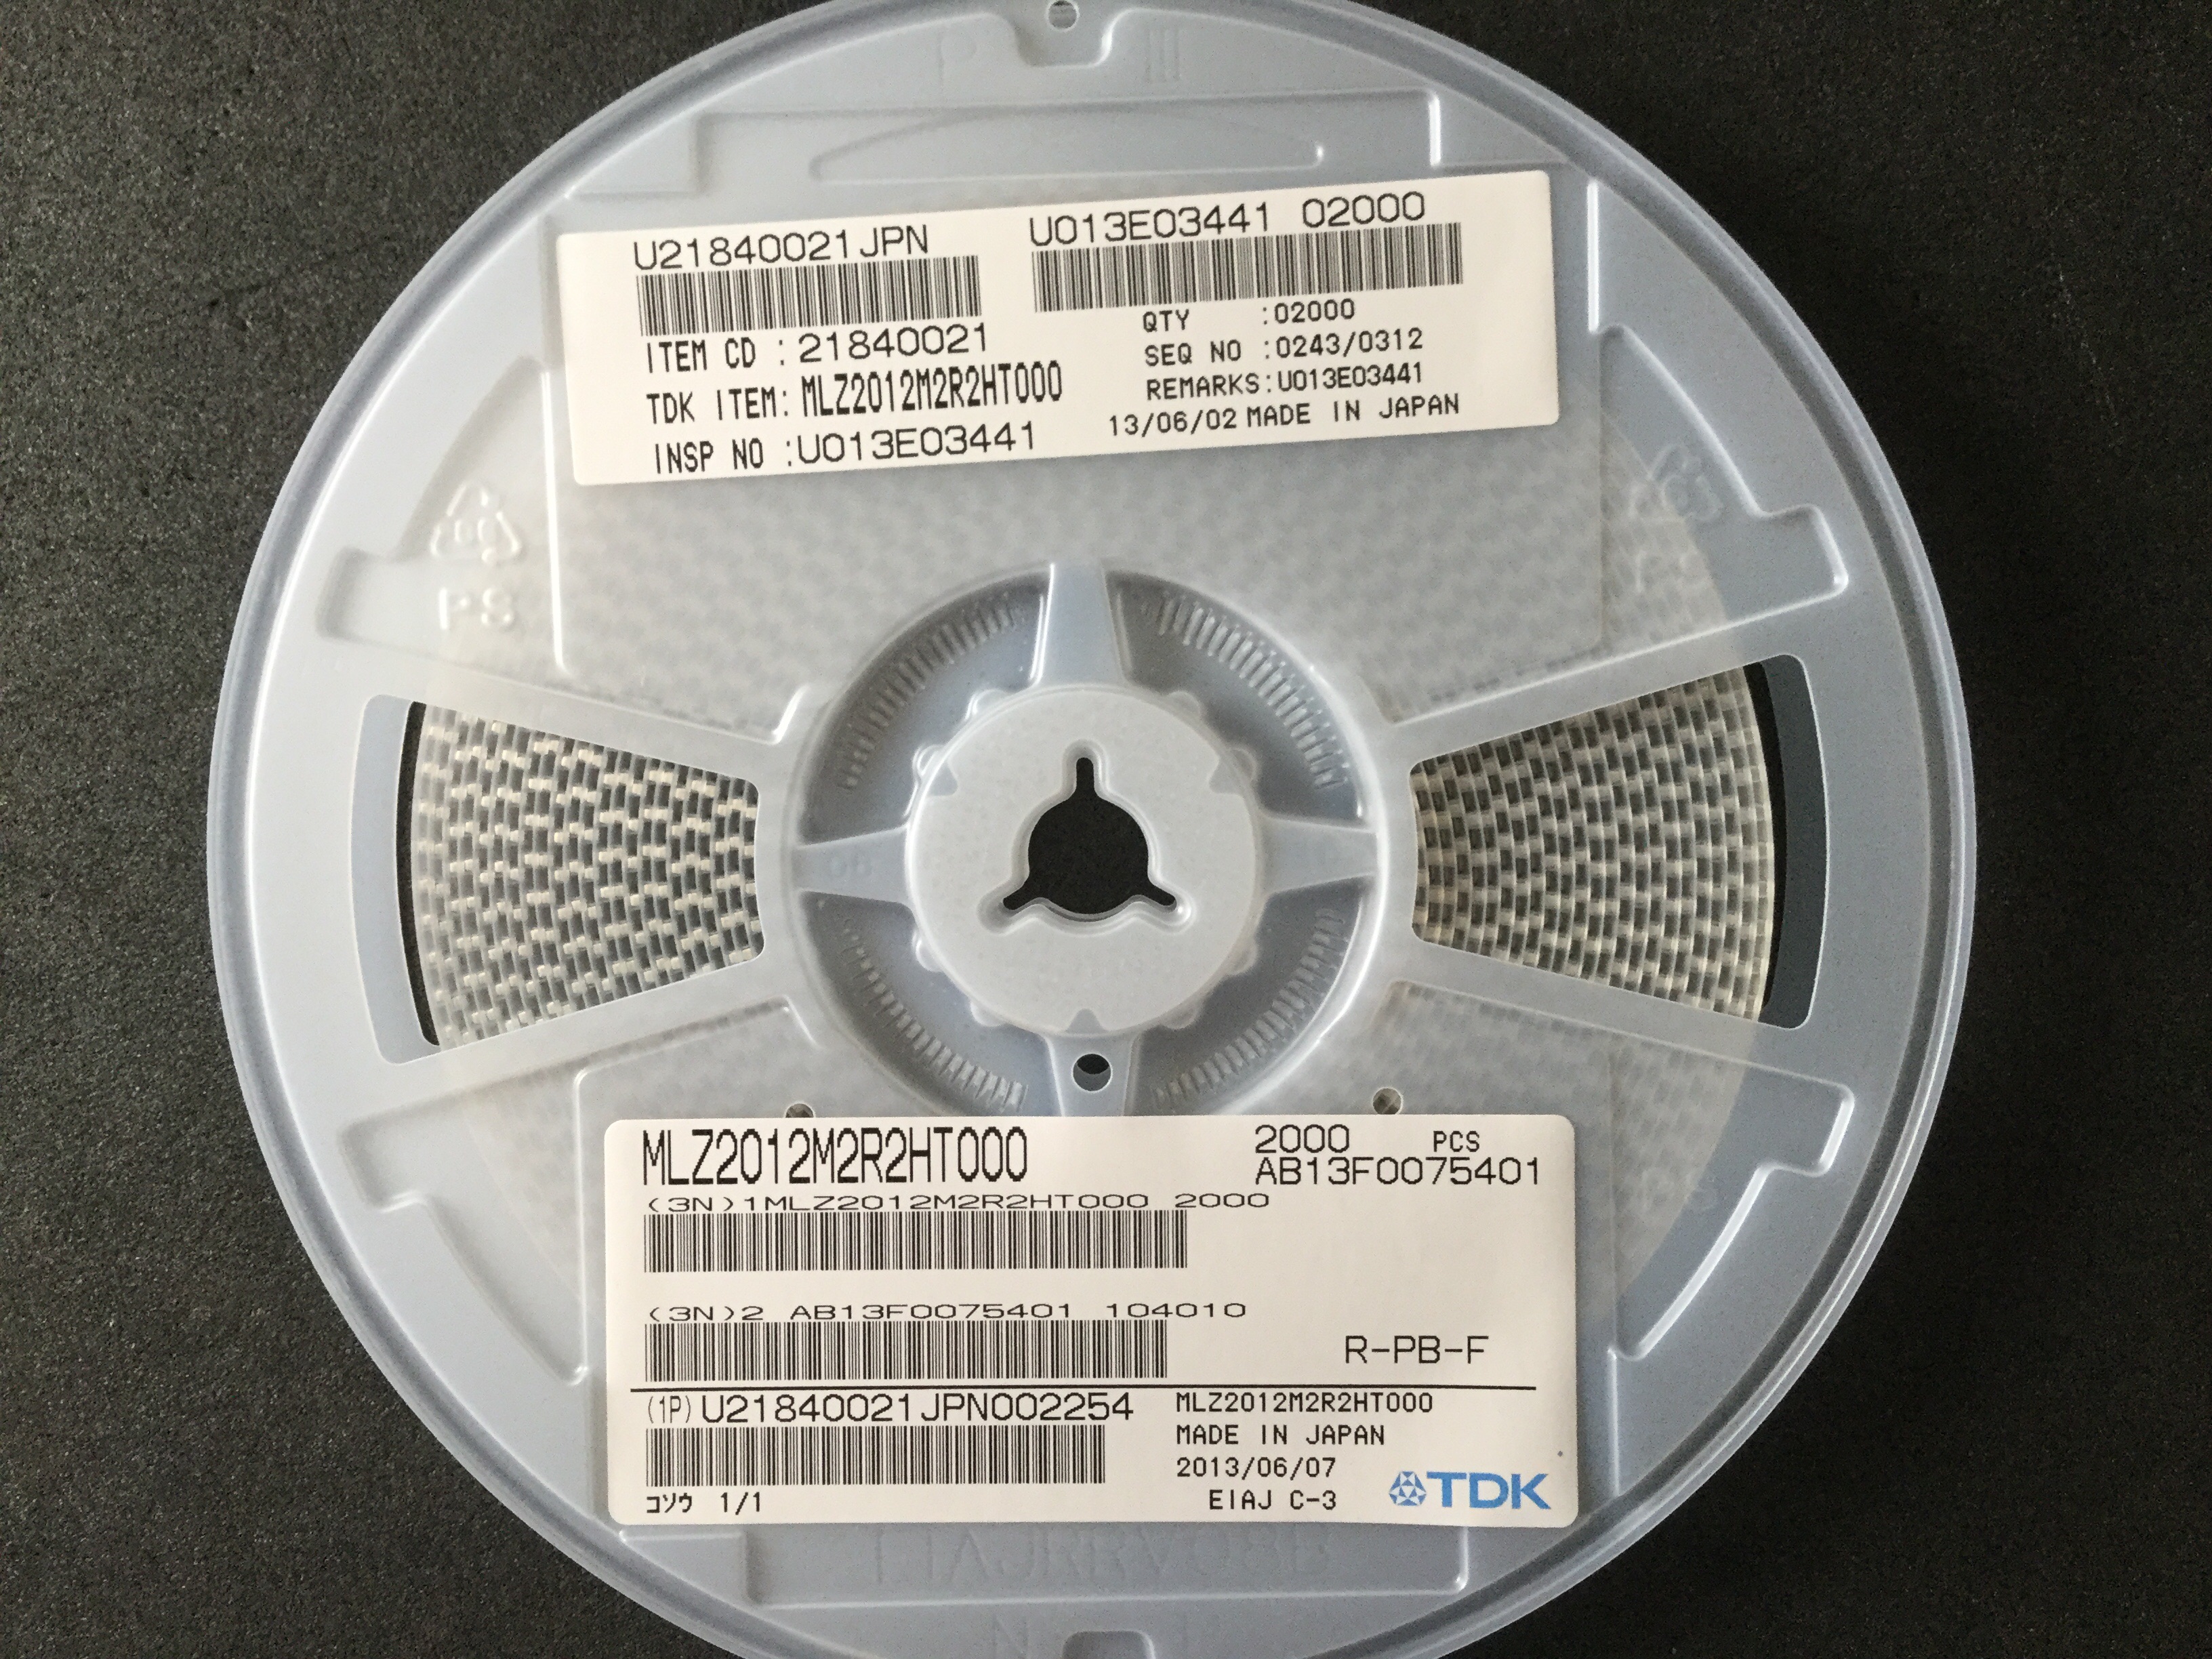 U21840021JPN
U013E03441 02000
ITEM CD : 21840021
TDK ITEM: MLZ2012M2R2HT000
INSP NO :U013E03441
QTY :02000
SEQ NO :0243/0312
REMARKS:U013E03441
13/06/02 MADE IN JAPAN
PS
06
MLZ2012M2R2HT000
2000 PCS
AB13F0075401
(3N)1MLZ2012M2R2HT000 2000
(3N)2 AB13F0075401 104010
R-PB-F
(1P)U21840021JPN002254
コソウ 1/1
MLZ2012M2R2HT000
MADE IN JAPAN
2013/06/07
EIAJ C-3
TDK